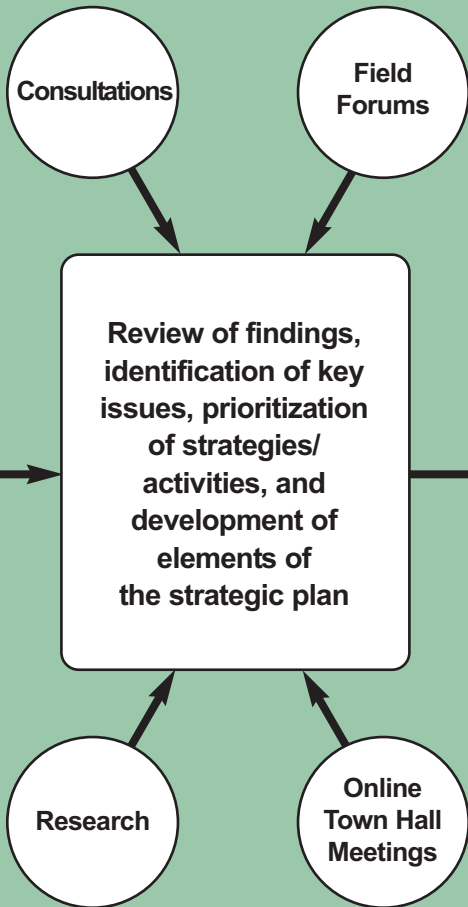 Consultations
Field
Forums
Review of findings,
identification of key
issues, prioritization
of strategies/
activities, and
development of
elements of
the strategic plan
Research
Online
Town Hall
Meetings